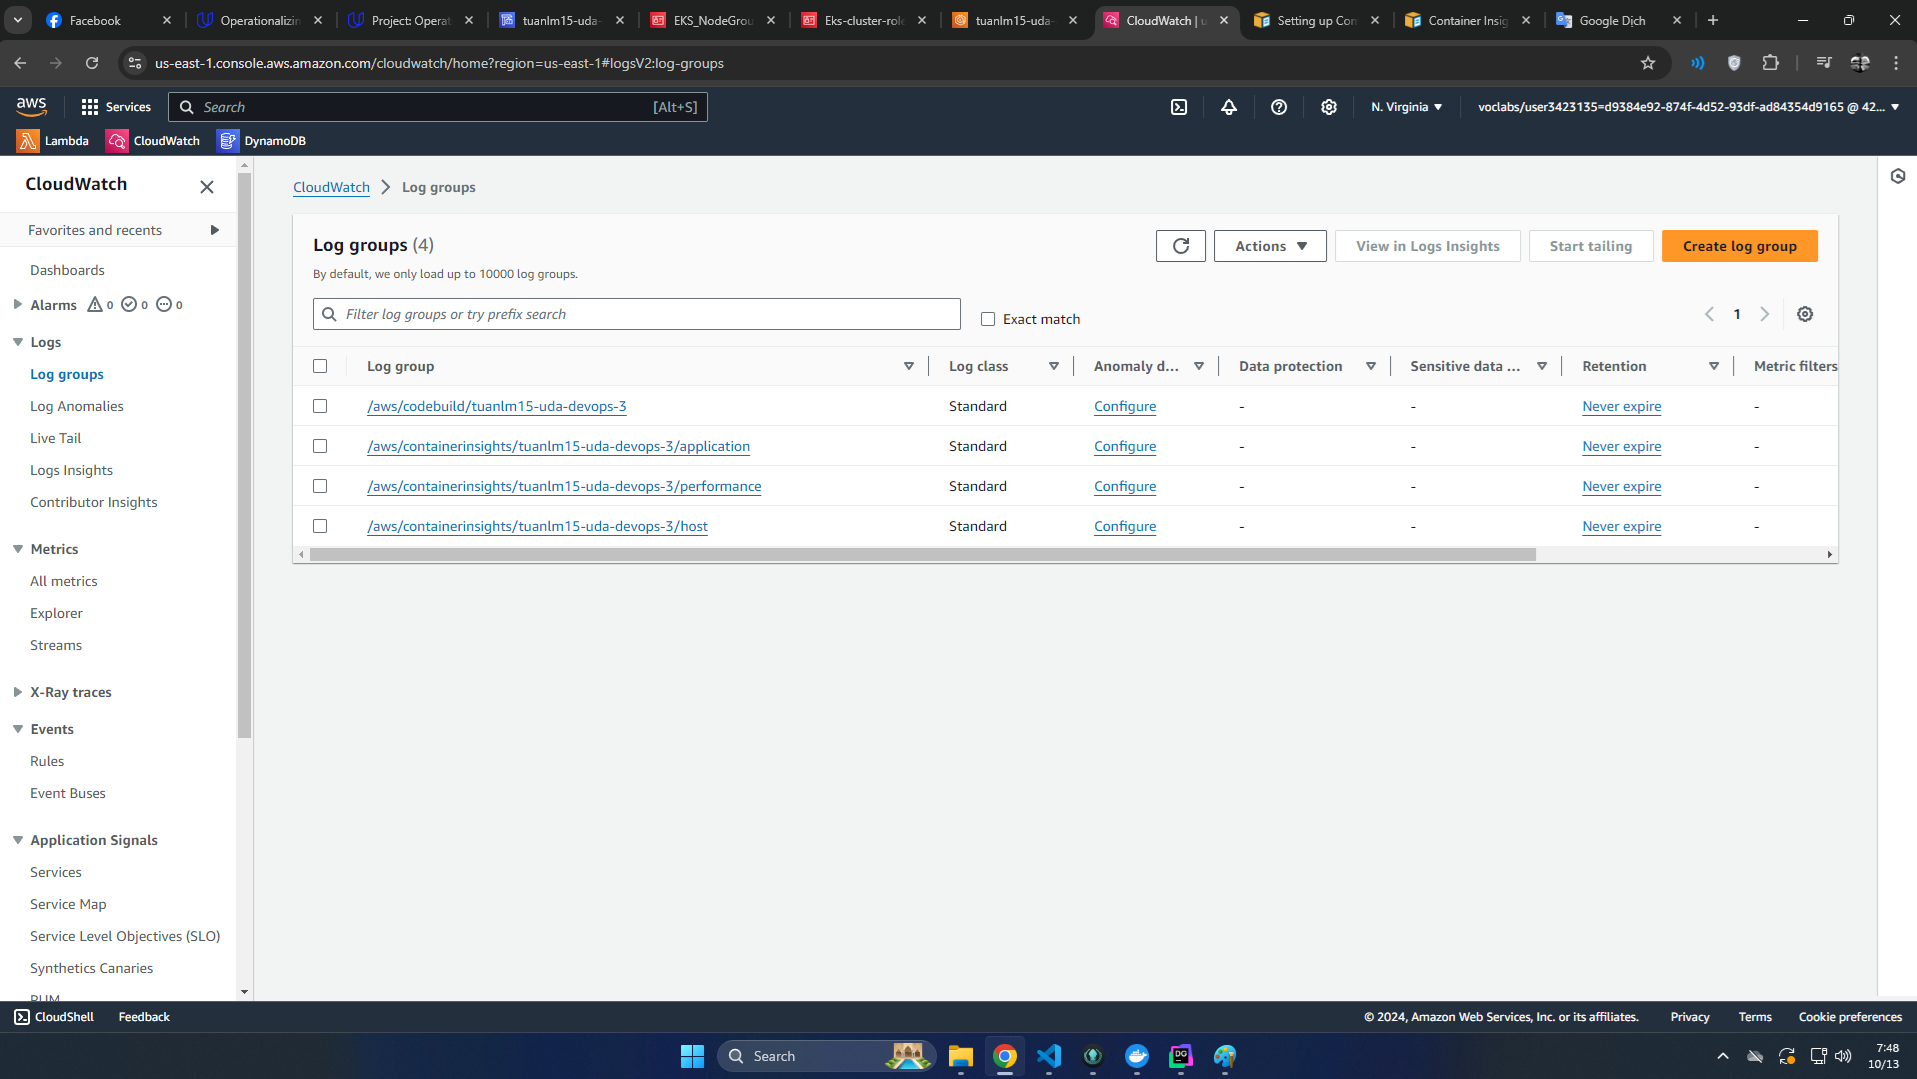 Facebook
Operationalizin
Project: Operat
tuanlm15-uda-
EKS_NodeGrou
Eks-cluster-role
tuanlm15-uda-
CloudWatch | u
Setting up Con
Container Insig
Google Dịch
us-east-1.console.aws.amazon.com/cloudwatch/home?region=us-east-1#logsV2:log-groups
aws
Services
Search
[Alt+S]
N. Virginia
voclabs/user3423135=d9384e92-874f-4d52-93df-ad84354d9165 @ 42...
Lambda
CloudWatch
DynamoDB
CloudWatch
Favorites and recents
Dashboards
Alarms 0 0 0
Logs
Log groups
Log Anomalies
Live Tail
Logs Insights
Contributor Insights
Metrics
All metrics
Explorer
Streams
X-Ray traces
Events
Rules
Event Buses
Application Signals
Services
Service Map
Service Level Objectives (SLO)
Synthetics Canaries
RUM
CloudWatch
Log groups
Log groups (4)
By default, we only load up to 10000 log groups.
Actions
View in Logs Insights
Start tailing
Create log group
Filter log groups or try prefix search
Exact match
1
Log group Log class Anomaly d... Data protection Sensitive data ... Retention Metric filters
/aws/codebuild/tuanlm15-uda-devops-3 Standard Configure - - Never expire -
/aws/containerinsights/tuanlm15-uda-devops-3/application Standard Configure - - Never expire -
/aws/containerinsights/tuanlm15-uda-devops-3/performance Standard Configure - - Never expire -
/aws/containerinsights/tuanlm15-uda-devops-3/host Standard Configure - - Never expire -
CloudShell
Feedback
© 2024, Amazon Web Services, Inc. or its affiliates.
Privacy
Terms
Cookie preferences
Search
DG
7:48
10/13